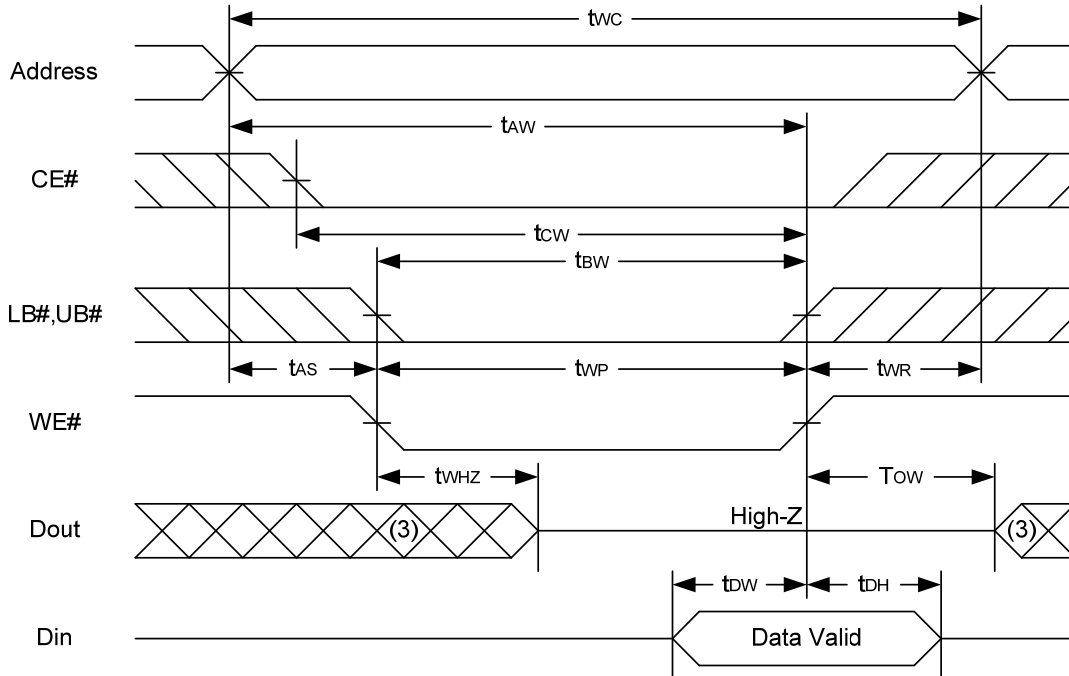 tWC
Address
tAW
CE#
tCW
tBW
LB#,UB#
tAS
tWP
tWR
WE#
tWHZ
TOW
Dout
(3)
High-Z
(3)
tDW
tDH
Din
Data Valid